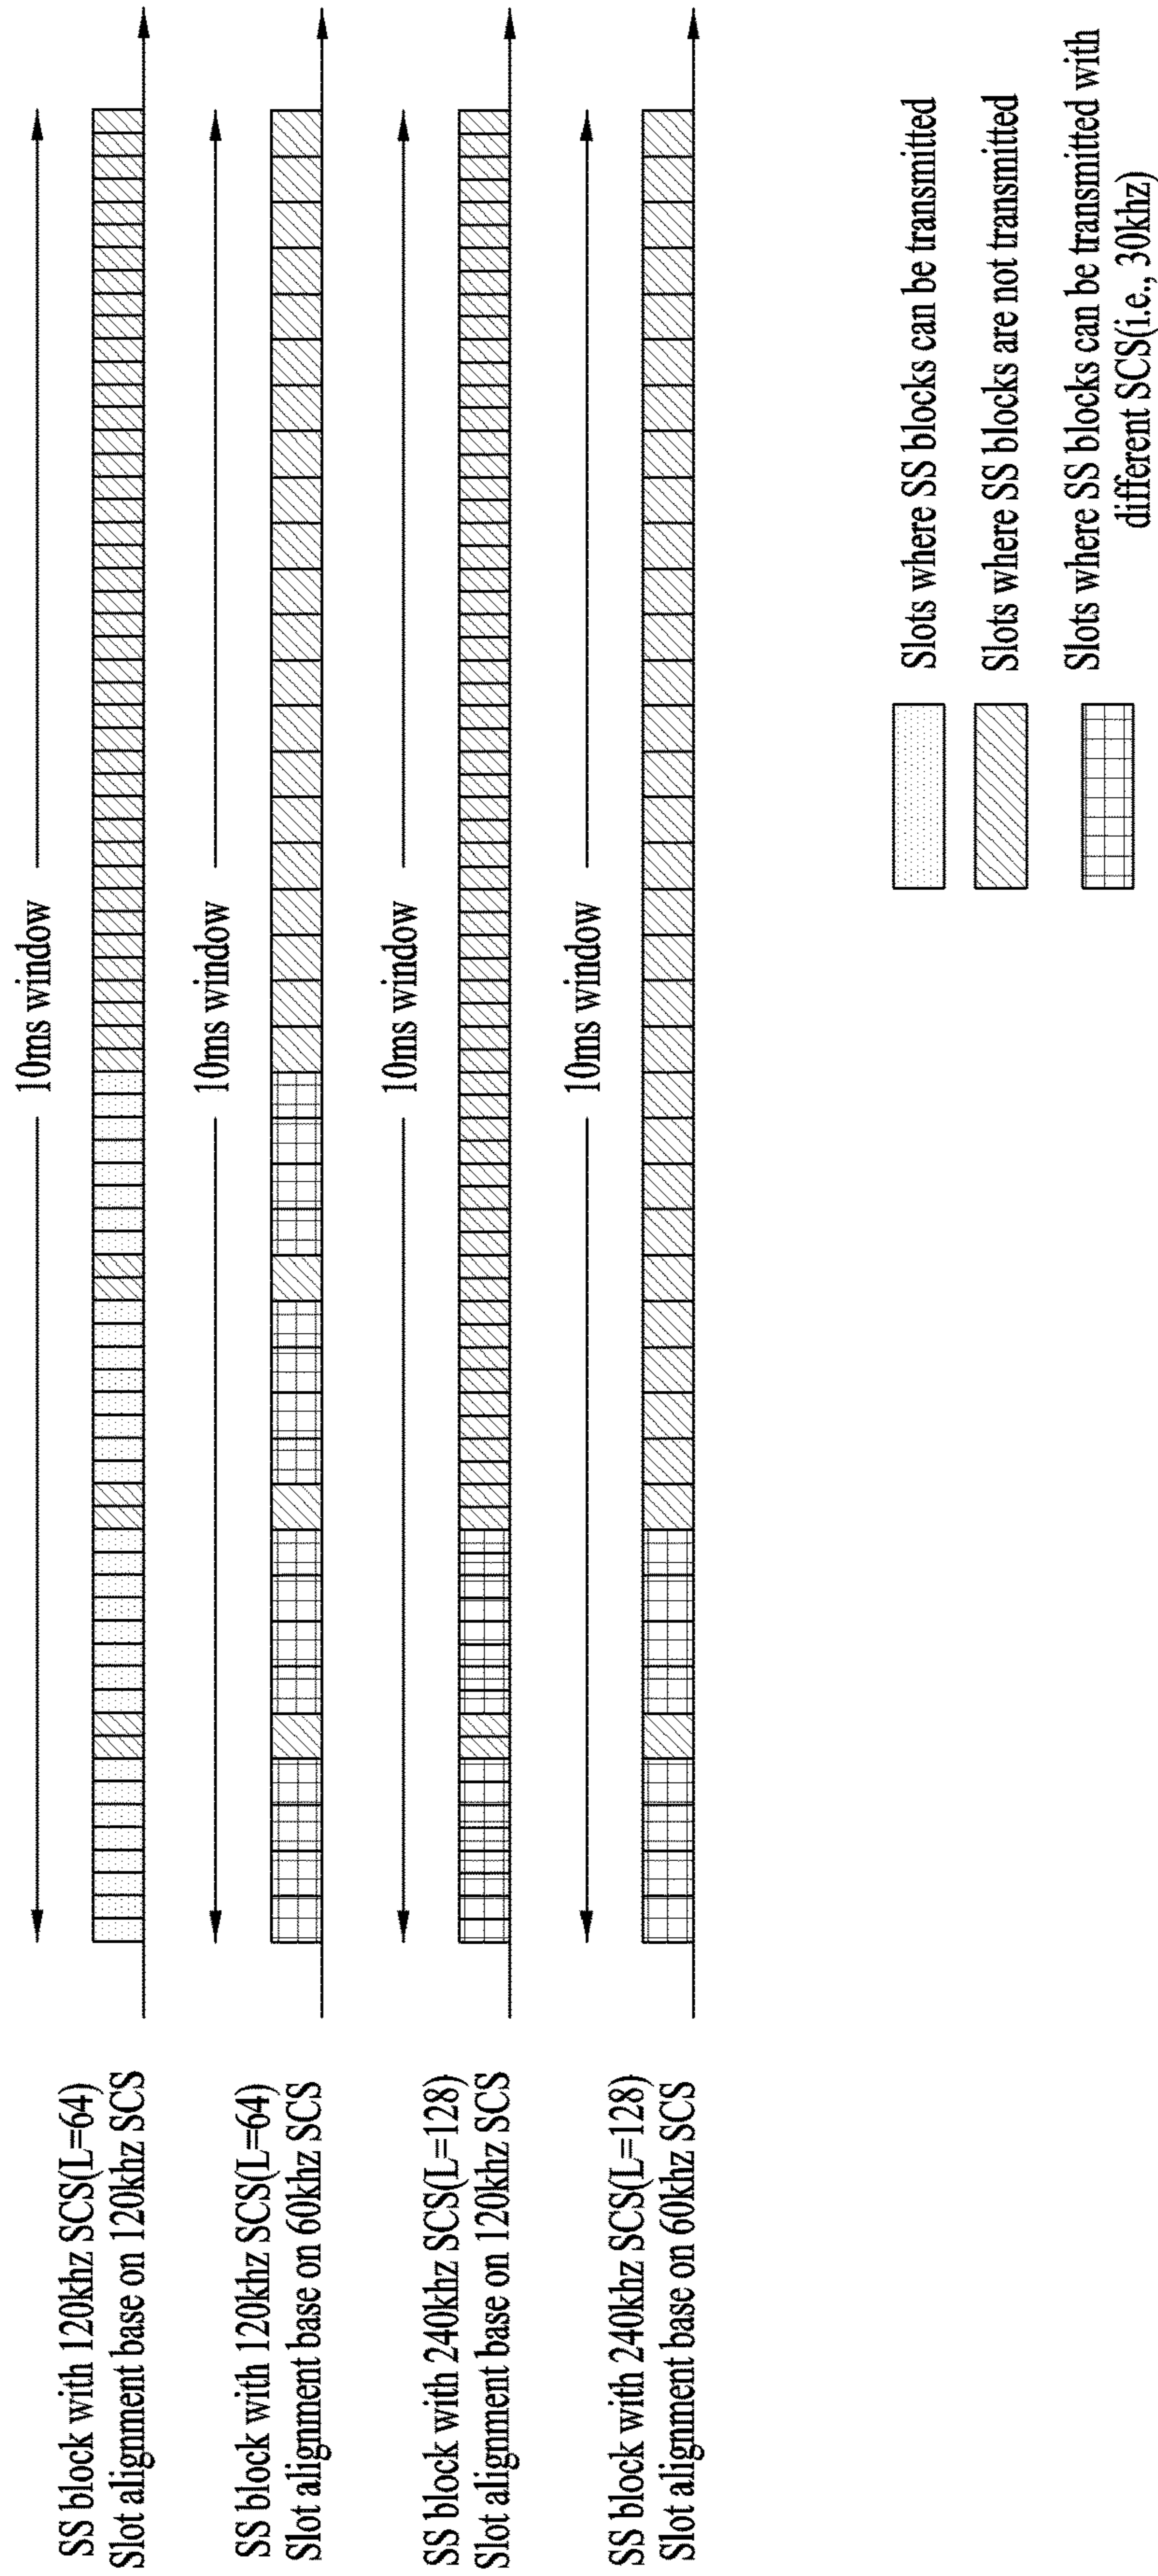 SS block with 120khz SCS(L=64)
Slot alignment base on 120khz SCS
10ms window
SS block with 120khz SCS(L=64)
Slot alignment base on 60khz SCS
10ms window
SS block with 240khz SCS(L=128)
Slot alignment base on 120khz SCS
10ms window
SS block with 240khz SCS(L=128)
Slot alignment base on 60khz SCS
10ms window
Slots where SS blocks can be transmitted
Slots where SS blocks are not transmitted
Slots where SS blocks can be transmitted with
different SCS(i.e., 30khz)